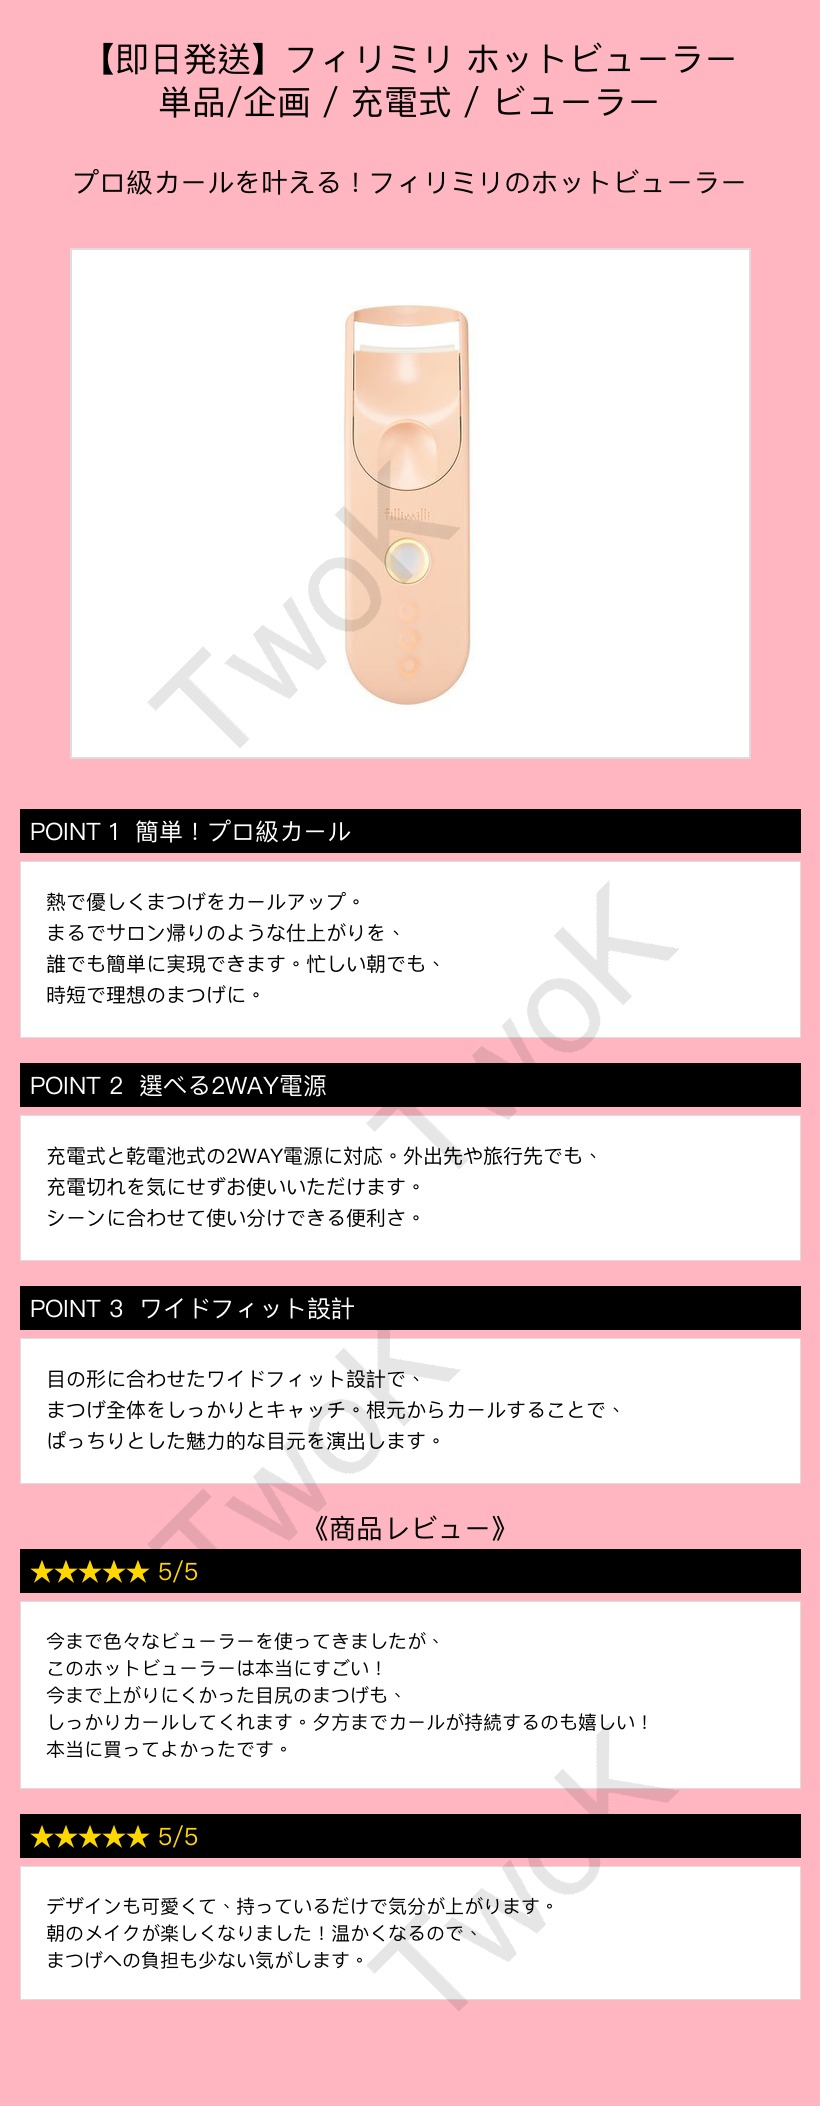 【即日発送】フィリミリ ホットビューラー
単品/企画 / 充電式 / ビューラー
プロ級カールを叶える！フィリミリのホットビューラー
fillimilli
TwoK
POINT 1 簡単！プロ級カール
熱で優しくまつげをカールアップ。
まるでサロン帰りのような仕上がりを、
誰でも簡単に実現できます。忙しい朝でも、
時短で理想のまつげに。
TwoK
POINT 2 選べる2WAY電源
充電式と乾電池式の2WAY電源に対応。外出先や旅行先でも、
充電切れを気にせずお使いいただけます。
シーンに合わせて使い分けできる便利さ。
POINT 3 ワイドフィット設計
目の形に合わせたワイドフィット設計で、
まつげ全体をしっかりとキャッチ。根元からカールすることで、
ぱっちりとした魅力的な目元を演出します。
TwoK
《商品レビュー》
★★★★★ 5/5
今まで色々なビューラーを使ってきましたが、
このホットビューラーは本当にすごい！
今まで上がりにくかった目尻のまつげも、
しっかりカールしてくれます。夕方までカールが持続するのも嬉しい！
本当に買ってよかったです。
TwoK
★★★★★ 5/5
デザインも可愛くて、持っているだけで気分が上がります。
朝のメイクが楽しくなりました！温かくなるので、
まつげへの負担も少ない気がします。